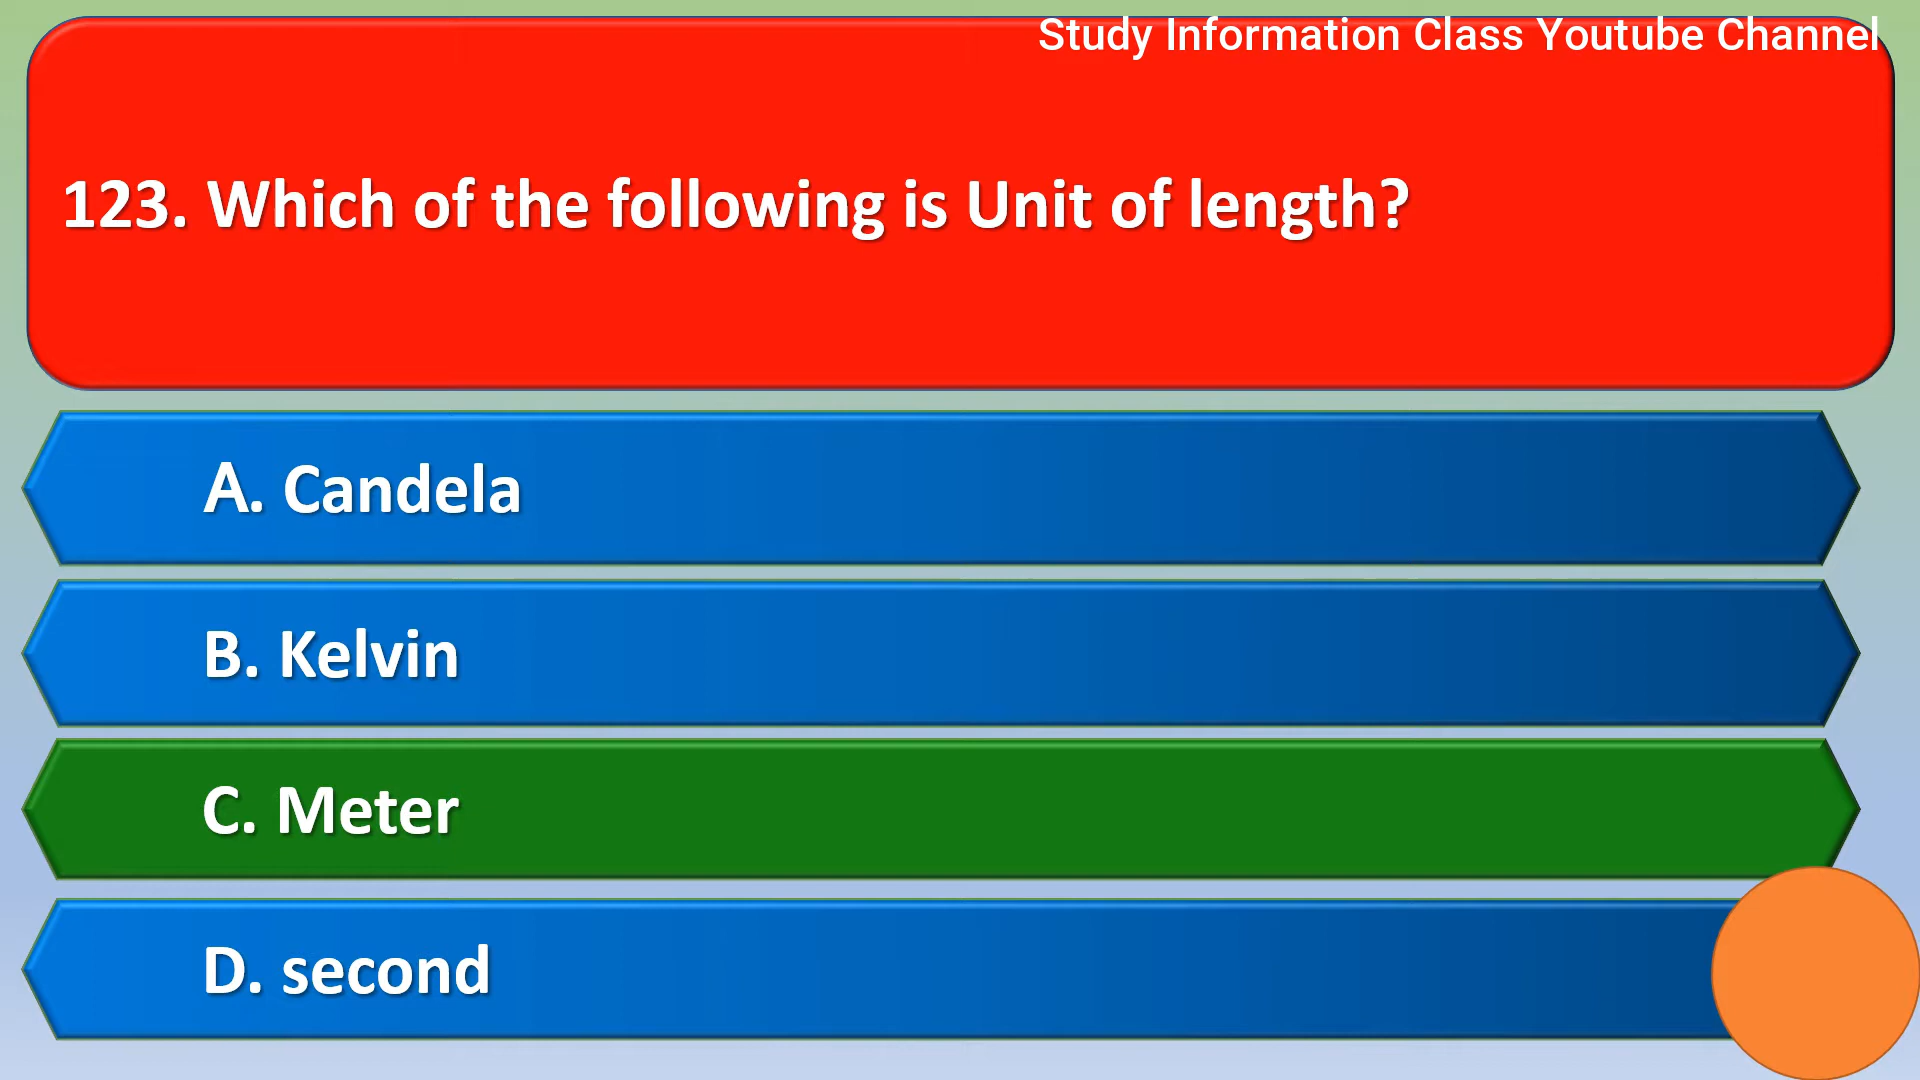 Study Information Class Youtube Channel
123. Which of the following is Unit of length?
A. Candela
B. Kelvin
C. Meter
D. second